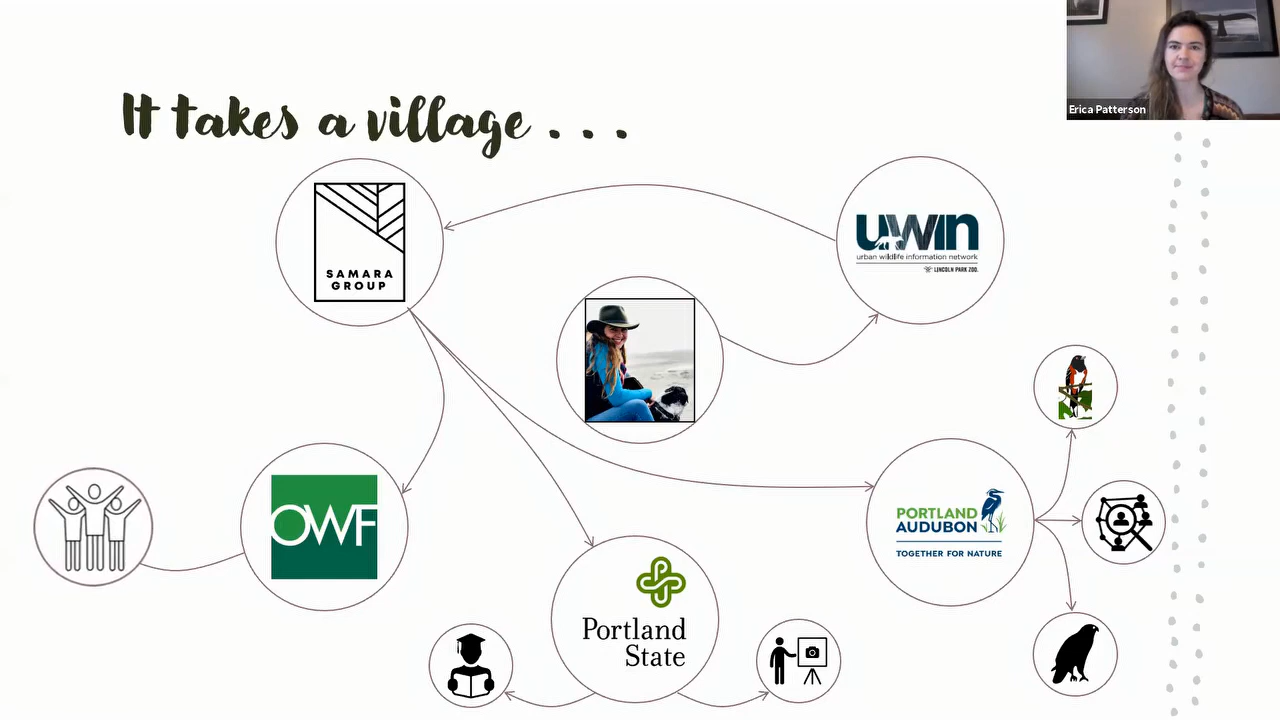 Erica Patterson
It takes a village . . .
SAMARA
GROUP
uwin
urban wildlife information network
LINCOLN PARK ZOO.
OWF
PORTLAND
AUDUBON
TOGETHER FOR NATURE
Portland
State